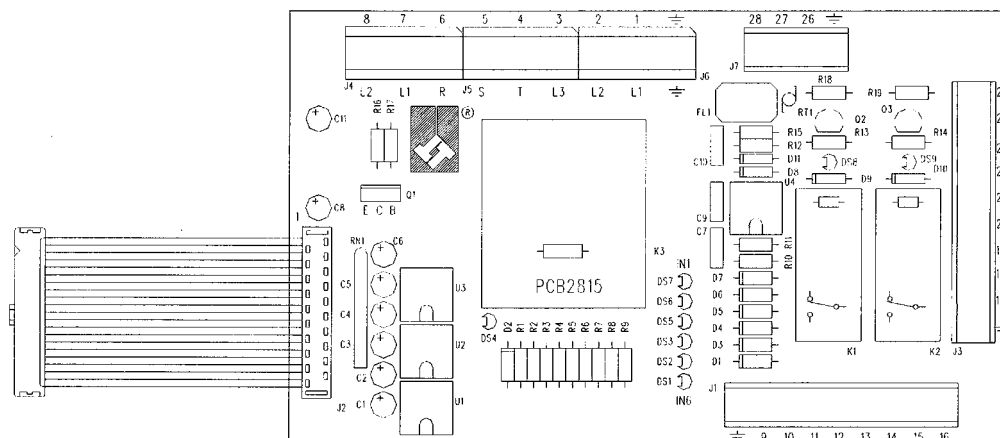 8 7 6 5 4 3 2 1
28 27 26
J4 J5 J6 J7
L2 L1 R S T L3 L2 L1
R18 R19
FL1 RT1 Q2 Q3
C11 R16 R17 ®
R15 R13 R14
R12
C10 D11 DS8 DS9
D8 D9 D10
U4
Q1
E C B
C8 C9
1
RN1 C6 C7
K3 R11
IN1 R10
C5 U3 PCB2815 DS7 D7
DS6 D6
C4 DS5 D5
DS4 D2 R1 R2 R3 R4 R5 R6 R7 R8 R9
C3 U2 DS3 D4
D3
K1 K2 J3
C2 DS2 D1
DS1
C1 U1 J1
J2 IN6
9 10 11 12 13 14 15 16